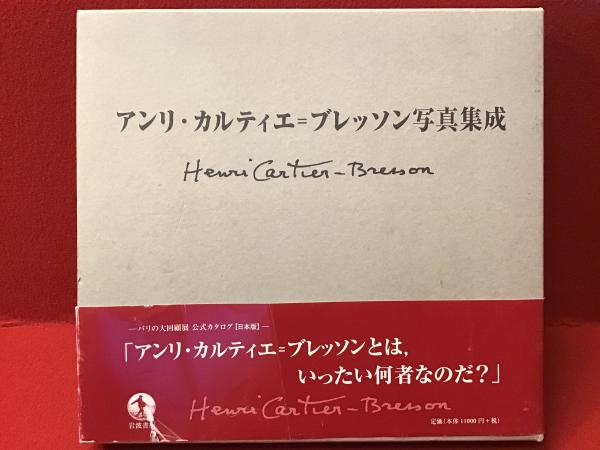 アンリ・カルティエ=ブレッソン写真集成
Henri Cartier-Bresson
―パリの大回顧展 公式カタログ【日本版】―
「アンリ・カルティエ=ブレッソンとは,
いったい何者なのだ?」
Henri Cartier-Bresson
岩波書
定価(本体11000円+税)